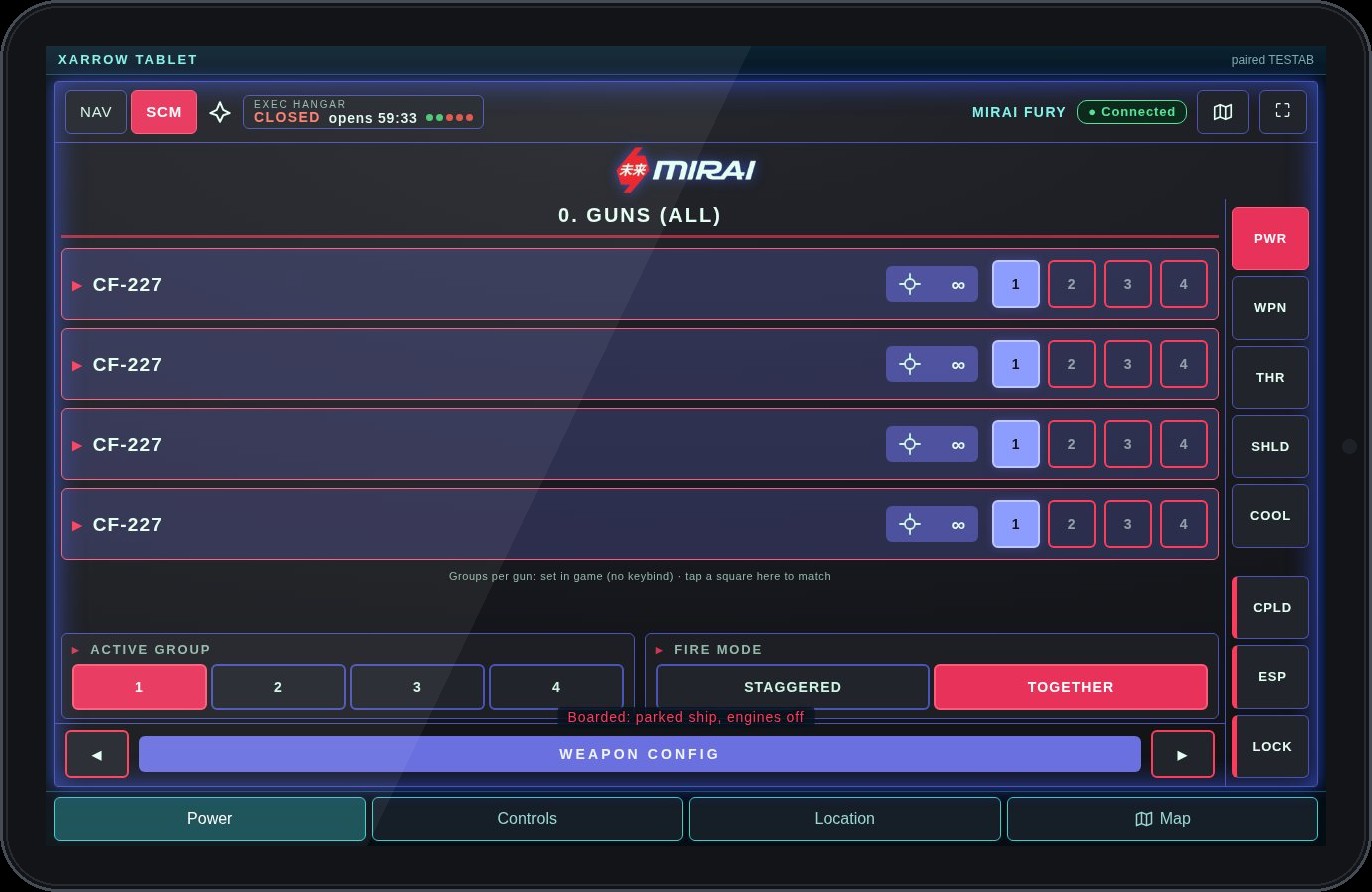 XARROW TABLET
paired TESTAB
NAV
SCM
EXEC HANGAR
CLOSED opens 59:33
MIRAI FURY
Connected
未来 MIRAI
0. GUNS (ALL)
CF-227 ∞ 1 2 3 4
CF-227 ∞ 1 2 3 4
CF-227 ∞ 1 2 3 4
CF-227 ∞ 1 2 3 4
Groups per gun: set in game (no keybind) · tap a square here to match
ACTIVE GROUP
1 2 3 4
FIRE MODE
STAGGERED TOGETHER
Boarded: parked ship, engines off
WEAPON CONFIG
PWR
WPN
THR
SHLD
COOL
CPLD
ESP
LOCK
Power Controls Location Map